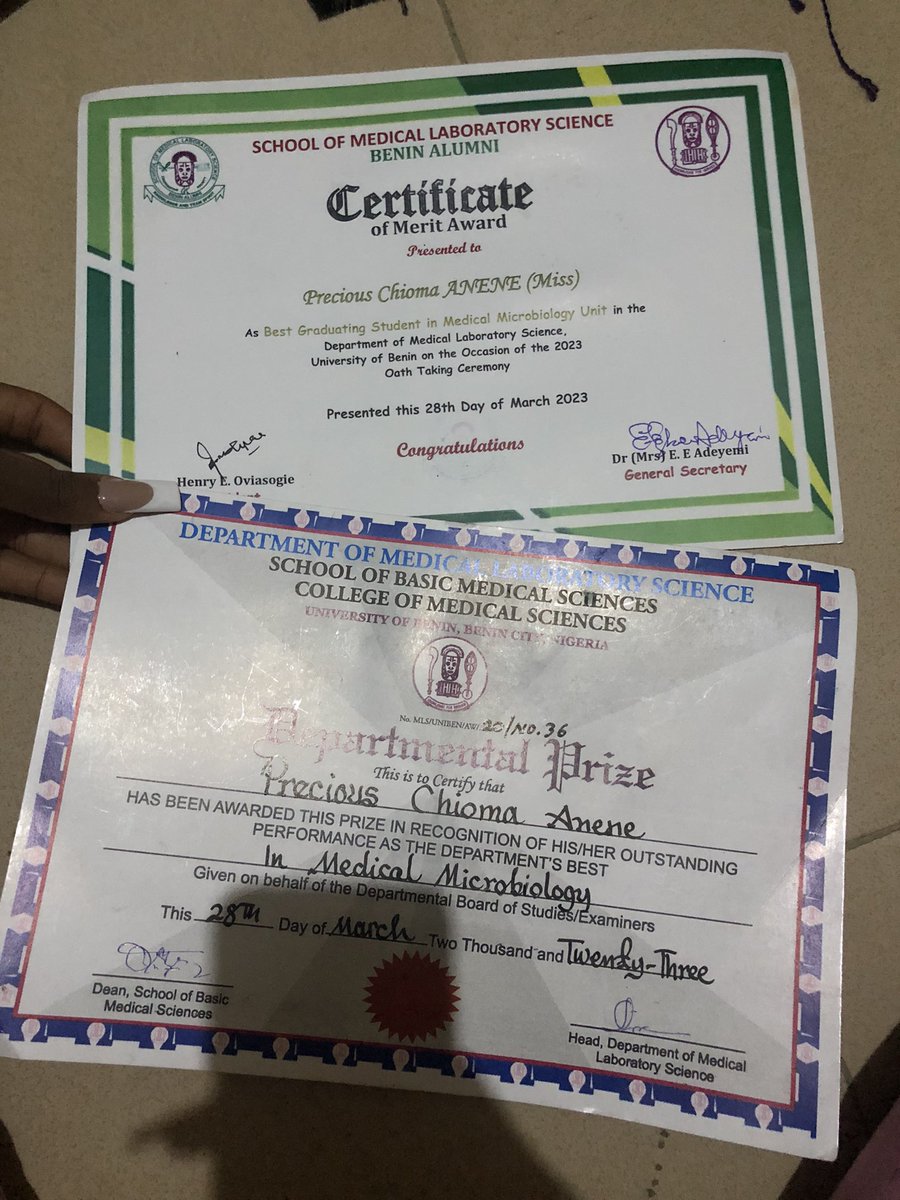 SCHOOL OF MEDICAL LABORATORY SCIENCE
BENIN ALUMNI
Certificate
of Merit Award
Presented to
Precious Chioma ANENE (Miss)
As Best Graduating Student in Medical Microbiology Unit in the
Department of Medical Laboratory Science,
University of Benin on the Occasion of the 2023
Oath Taking Ceremony
Presented this 28th Day of March 2023
Congratulations
Henry E. Oviasogie
Dr (Mrs) E. E Adeyemi
General Secretary
DEPARTMENT OF MEDICAL LABORATORY SCIENCE
SCHOOL OF BASIC MEDICAL SCIENCES
COLLEGE OF MEDICAL SCIENCES
UNIVERSITY OF BENIN, BENIN CITY, NIGERIA
No. MLS/UNIBEN/AW/ 20/NO.36
Departmental Prize
This is to Certify that
Precious Chioma Anene
HAS BEEN AWARDED THIS PRIZE IN RECOGNITION OF HIS/HER OUTSTANDING
PERFORMANCE AS THE DEPARTMENT'S BEST
In Medical Microbiology
Given on behalf of the Departmental Board of Studies/Examiners
This 28TH Day of March Two Thousand and Twenty-Three
Dean, School of Basic
Medical Sciences
Head, Department of Medical
Laboratory Science